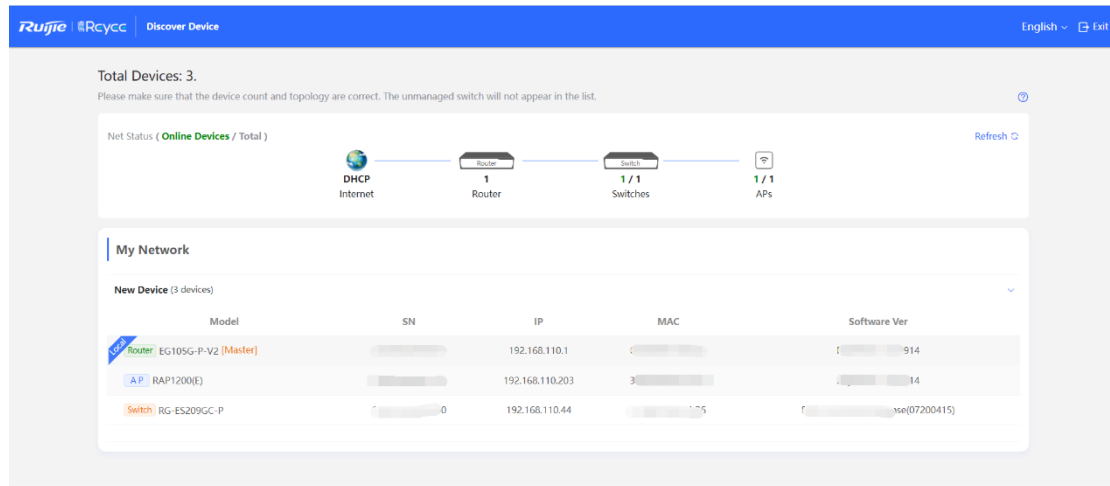 Ruijie Rcycc Discover Device English Exit
Total Devices: 3.
Please make sure that the device count and topology are correct. The unmanaged switch will not appear in the list.
Net Status ( Online Devices / Total ) Refresh
Router Switch
DHCP 1 1 / 1 1 / 1
Internet Router Switches APs
My Network
New Device (3 devices)
Model SN IP MAC Software Ver
Local Router EG105G-P-V2 [Master] 192.168.110.1 914
AP RAP1200(E) 192.168.110.203 3 14
Switch RG-ES209GC-P 0 192.168.110.44 (07200415)